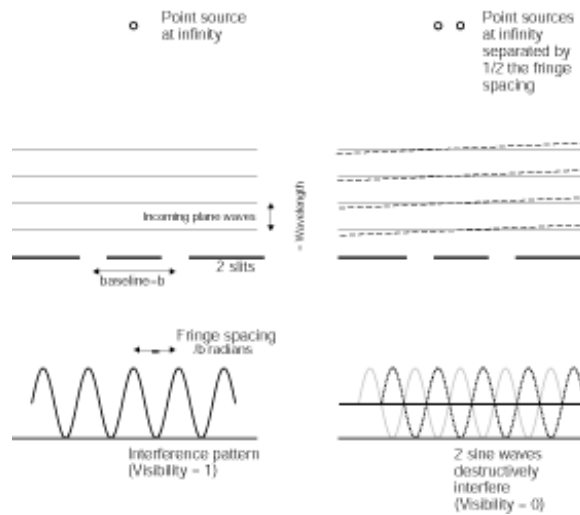 Point source
at infinity
Incoming plane waves
= Wavelength
2 slits
baseline=b
Fringe spacing
= /b radians
Interference pattern
(Visibility = 1)
Point sources
at infinity
separated by
1/2 the fringe
spacing
2 sine waves
destructively
interfere
(Visibility = 0)